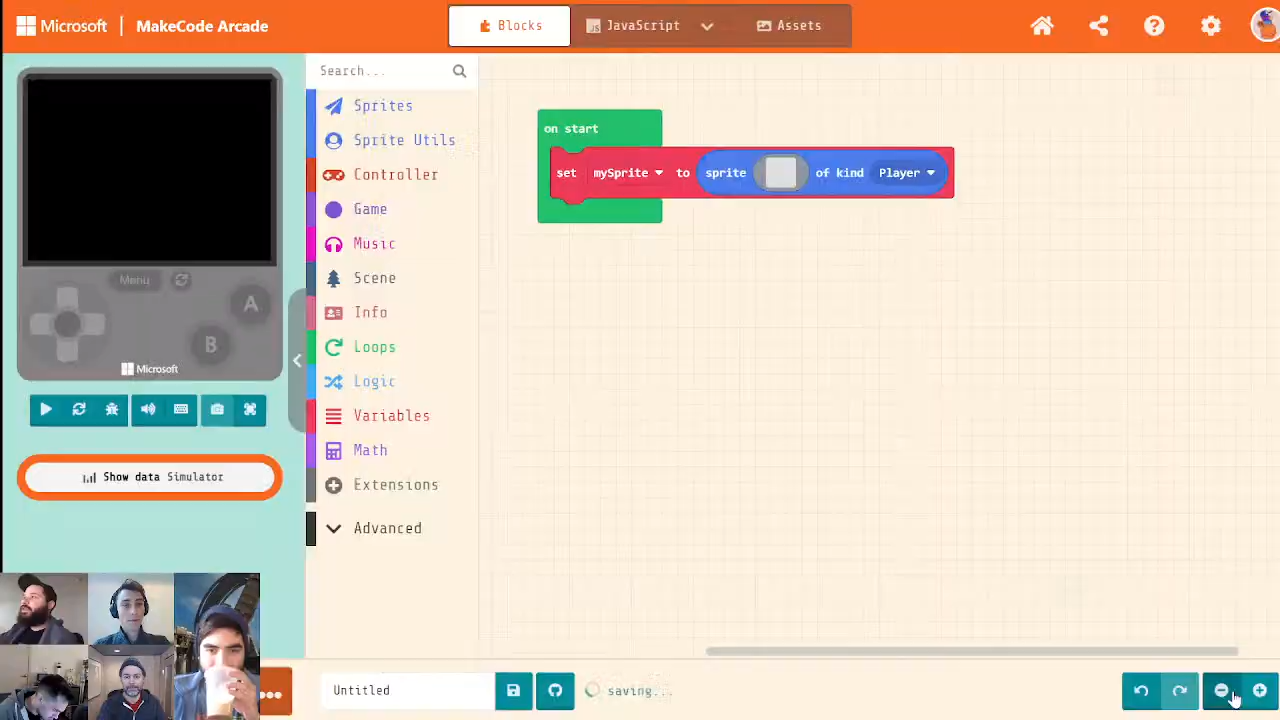 Microsoft | MakeCode Arcade
Blocks
JavaScript
Assets
Search...
Sprites
Sprite Utils
Controller
Game
Music
Scene
Info
Loops
Logic
Variables
Math
Extensions
Advanced
on start
set mySprite to sprite of kind Player
Menu
A
B
Microsoft
Show data Simulator
Untitled
saving...